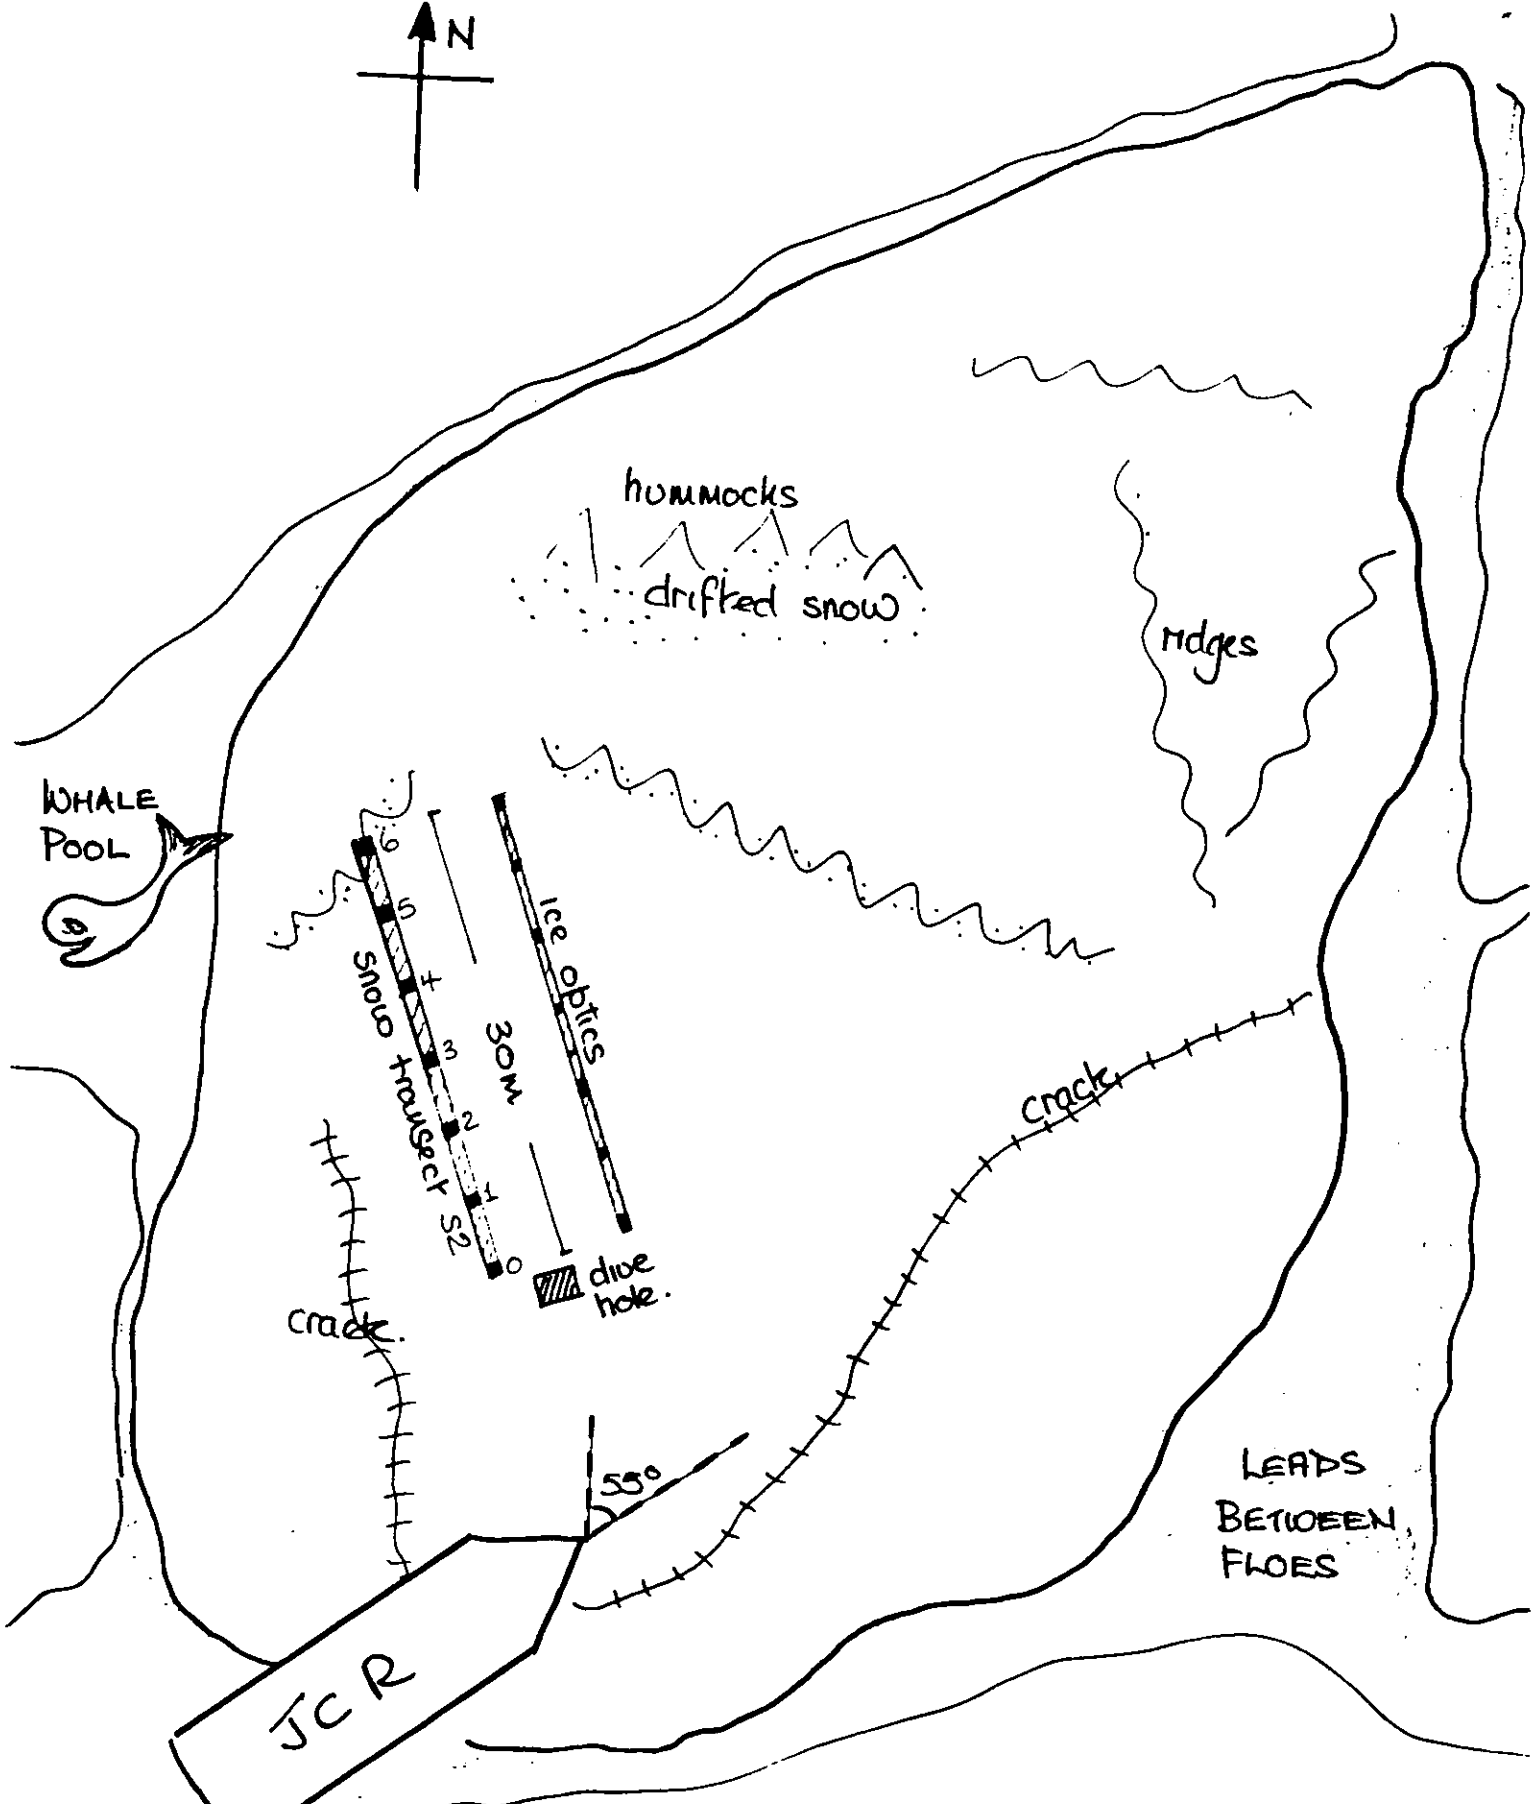 N
hummocks
drifted snow
ridges
WHALE
POOL
6
5
4
3
2
1
0
snow transect S2
30m
ice optics
dive
hole.
crack
crack.
55°
LEADS
BETWEEN
FLOES
JCR